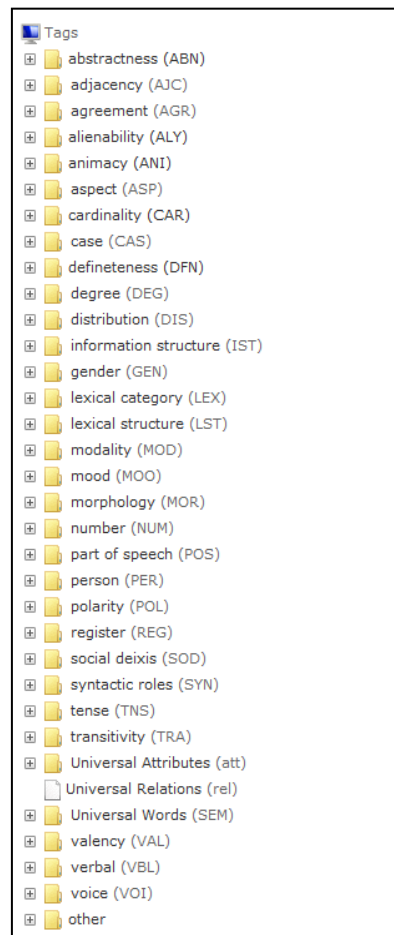 Tags
abstractness (ABN)
adjacency (AJC)
agreement (AGR)
alienability (ALY)
animacy (ANI)
aspect (ASP)
cardinality (CAR)
case (CAS)
defineteness (DFN)
degree (DEG)
distribution (DIS)
information structure (IST)
gender (GEN)
lexical category (LEX)
lexical structure (LST)
modality (MOD)
mood (MOO)
morphology (MOR)
number (NUM)
part of speech (POS)
person (PER)
polarity (POL)
register (REG)
social deixis (SOD)
syntactic roles (SYN)
tense (TNS)
transitivity (TRA)
Universal Attributes (att)
Universal Relations (rel)
Universal Words (SEM)
valency (VAL)
verbal (VBL)
voice (VOI)
other